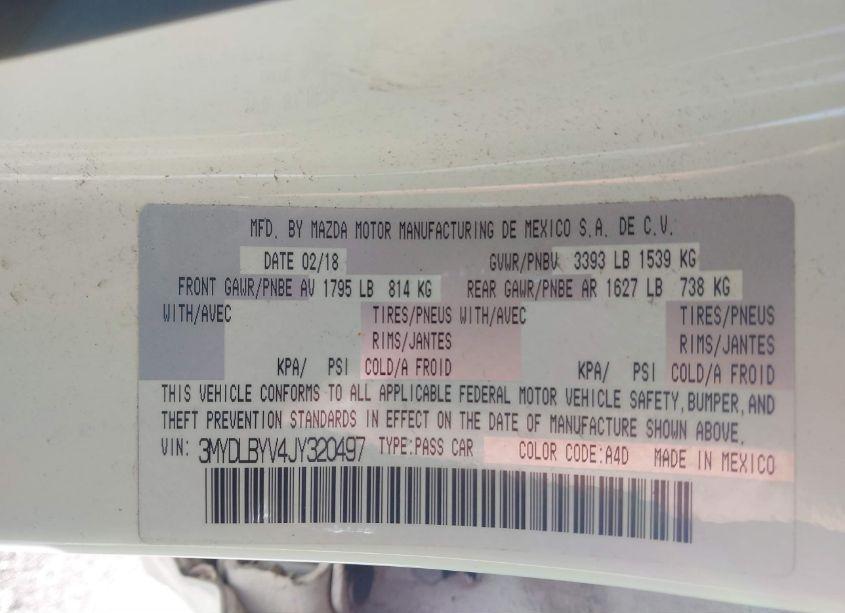 MFD. BY MAZDA MOTOR MANUFACTURING DE MEXICO S.A. DE C.V.
DATE 02/18 GVWR/PNBV 3393 LB 1539 KG
FRONT GAWR/PNBE AV 1795 LB 814 KG REAR GAWR/PNBE AR 1627 LB 738 KG
WITH/AVEC TIRES/PNEUS WITH/AVEC TIRES/PNEUS
RIMS/JANTES RIMS/JANTES
KPA/ PSI COLD/A FROID KPA/ PSI COLD/A FROID
THIS VEHICLE CONFORMS TO ALL APPLICABLE FEDERAL MOTOR VEHICLE SAFETY, BUMPER, AND
THEFT PREVENTION STANDARDS IN EFFECT ON THE DATE OF MANUFACTURE SHOWN ABOVE.
VIN: 3MYDLBYV4JY320497 TYPE:PASS CAR COLOR CODE:A4D MADE IN MEXICO